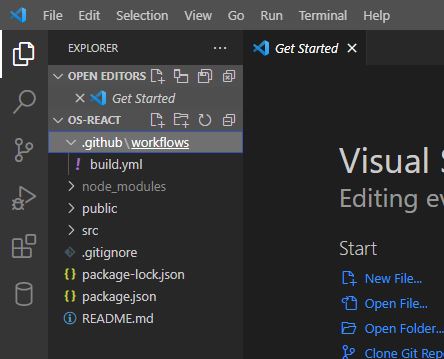 File Edit Selection View Go Run Terminal Help
EXPLORER
Get Started
OPEN EDITORS
Get Started
OS-REACT
.github\workflows
build.yml
node_modules
public
src
.gitignore
package-lock.json
package.json
README.md
Visual S
Editing ev
Start
New File...
Open File...
Open Folder...
Clone Git Repo